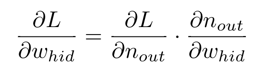 ∂L/∂w_hid = ∂L/∂n_out · ∂n_out/∂w_hid